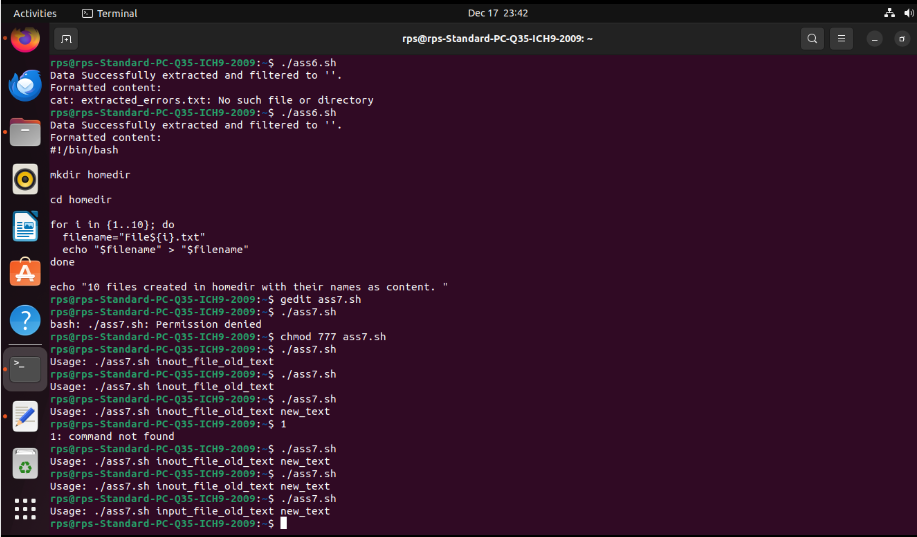 Activities
Terminal
Dec 17 23:42
rps@rps-Standard-PC-Q35-ICH9-2009: ~
rps@rps-Standard-PC-Q35-ICH9-2009:~$ ./ass6.sh
Data Successfully extracted and filtered to ''.
Formatted content:
cat: extracted_errors.txt: No such file or directory
rps@rps-Standard-PC-Q35-ICH9-2009:~$ ./ass6.sh
Data Successfully extracted and filtered to ''.
Formatted content:
#!/bin/bash
mkdir homedir
cd homedir
for i in {1..10}; do
  filename="File${i}.txt"
  echo "$filename" > "$filename"
done
echo "10 files created in homedir with their names as content. "
rps@rps-Standard-PC-Q35-ICH9-2009:~$ gedit ass7.sh
rps@rps-Standard-PC-Q35-ICH9-2009:~$ ./ass7.sh
bash: ./ass7.sh: Permission denied
rps@rps-Standard-PC-Q35-ICH9-2009:~$ chmod 777 ass7.sh
rps@rps-Standard-PC-Q35-ICH9-2009:~$ ./ass7.sh
Usage: ./ass7.sh inout_file_old_text
rps@rps-Standard-PC-Q35-ICH9-2009:~$ ./ass7.sh
Usage: ./ass7.sh inout_file_old_text
rps@rps-Standard-PC-Q35-ICH9-2009:~$ ./ass7.sh
Usage: ./ass7.sh inout_file_old_text new_text
rps@rps-Standard-PC-Q35-ICH9-2009:~$ 1
1: command not found
rps@rps-Standard-PC-Q35-ICH9-2009:~$ ./ass7.sh
Usage: ./ass7.sh inout_file_old_text new_text
rps@rps-Standard-PC-Q35-ICH9-2009:~$ ./ass7.sh
Usage: ./ass7.sh inout_file_old_text new_text
rps@rps-Standard-PC-Q35-ICH9-2009:~$ ./ass7.sh
Usage: ./ass7.sh input_file_old_text new_text
rps@rps-Standard-PC-Q35-ICH9-2009:~$